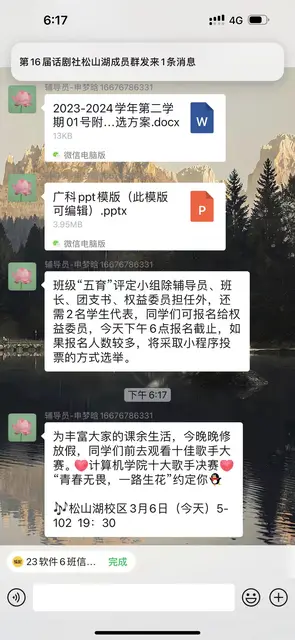 6:17
4G
第16届话剧社松山湖成员群发来1条消息
辅导员-申梦晗 16676786331
2023-2024学年第二学
期01号附...选方案.docx
13KB
W
微信电脑版
辅导员-申梦晗 16676786331
广科ppt模版（此模版
可编辑）.pptx
3.95MB
P
微信电脑版
辅导员-申梦晗 16676786331
班级“五育”评定小组除辅导员、班
长、团支书、权益委员担任外，还
需2名学生代表，同学们可报名给权
益委员，今天下午6点报名截止，如
果报名人数较多，将采取小程序投
票的方式选举。
下午6:17
辅导员-申梦晗 16676786331
为丰富大家的课余生活，今晚晚修
放假，同学们前去观看十佳歌手大
赛。❤️计算机学院十大歌手决赛❤️
“青春无畏，一路生花”约定你🐧
🎶松山湖校区3月6日（今天）5-
102 19：30
23软件6班信... 完成